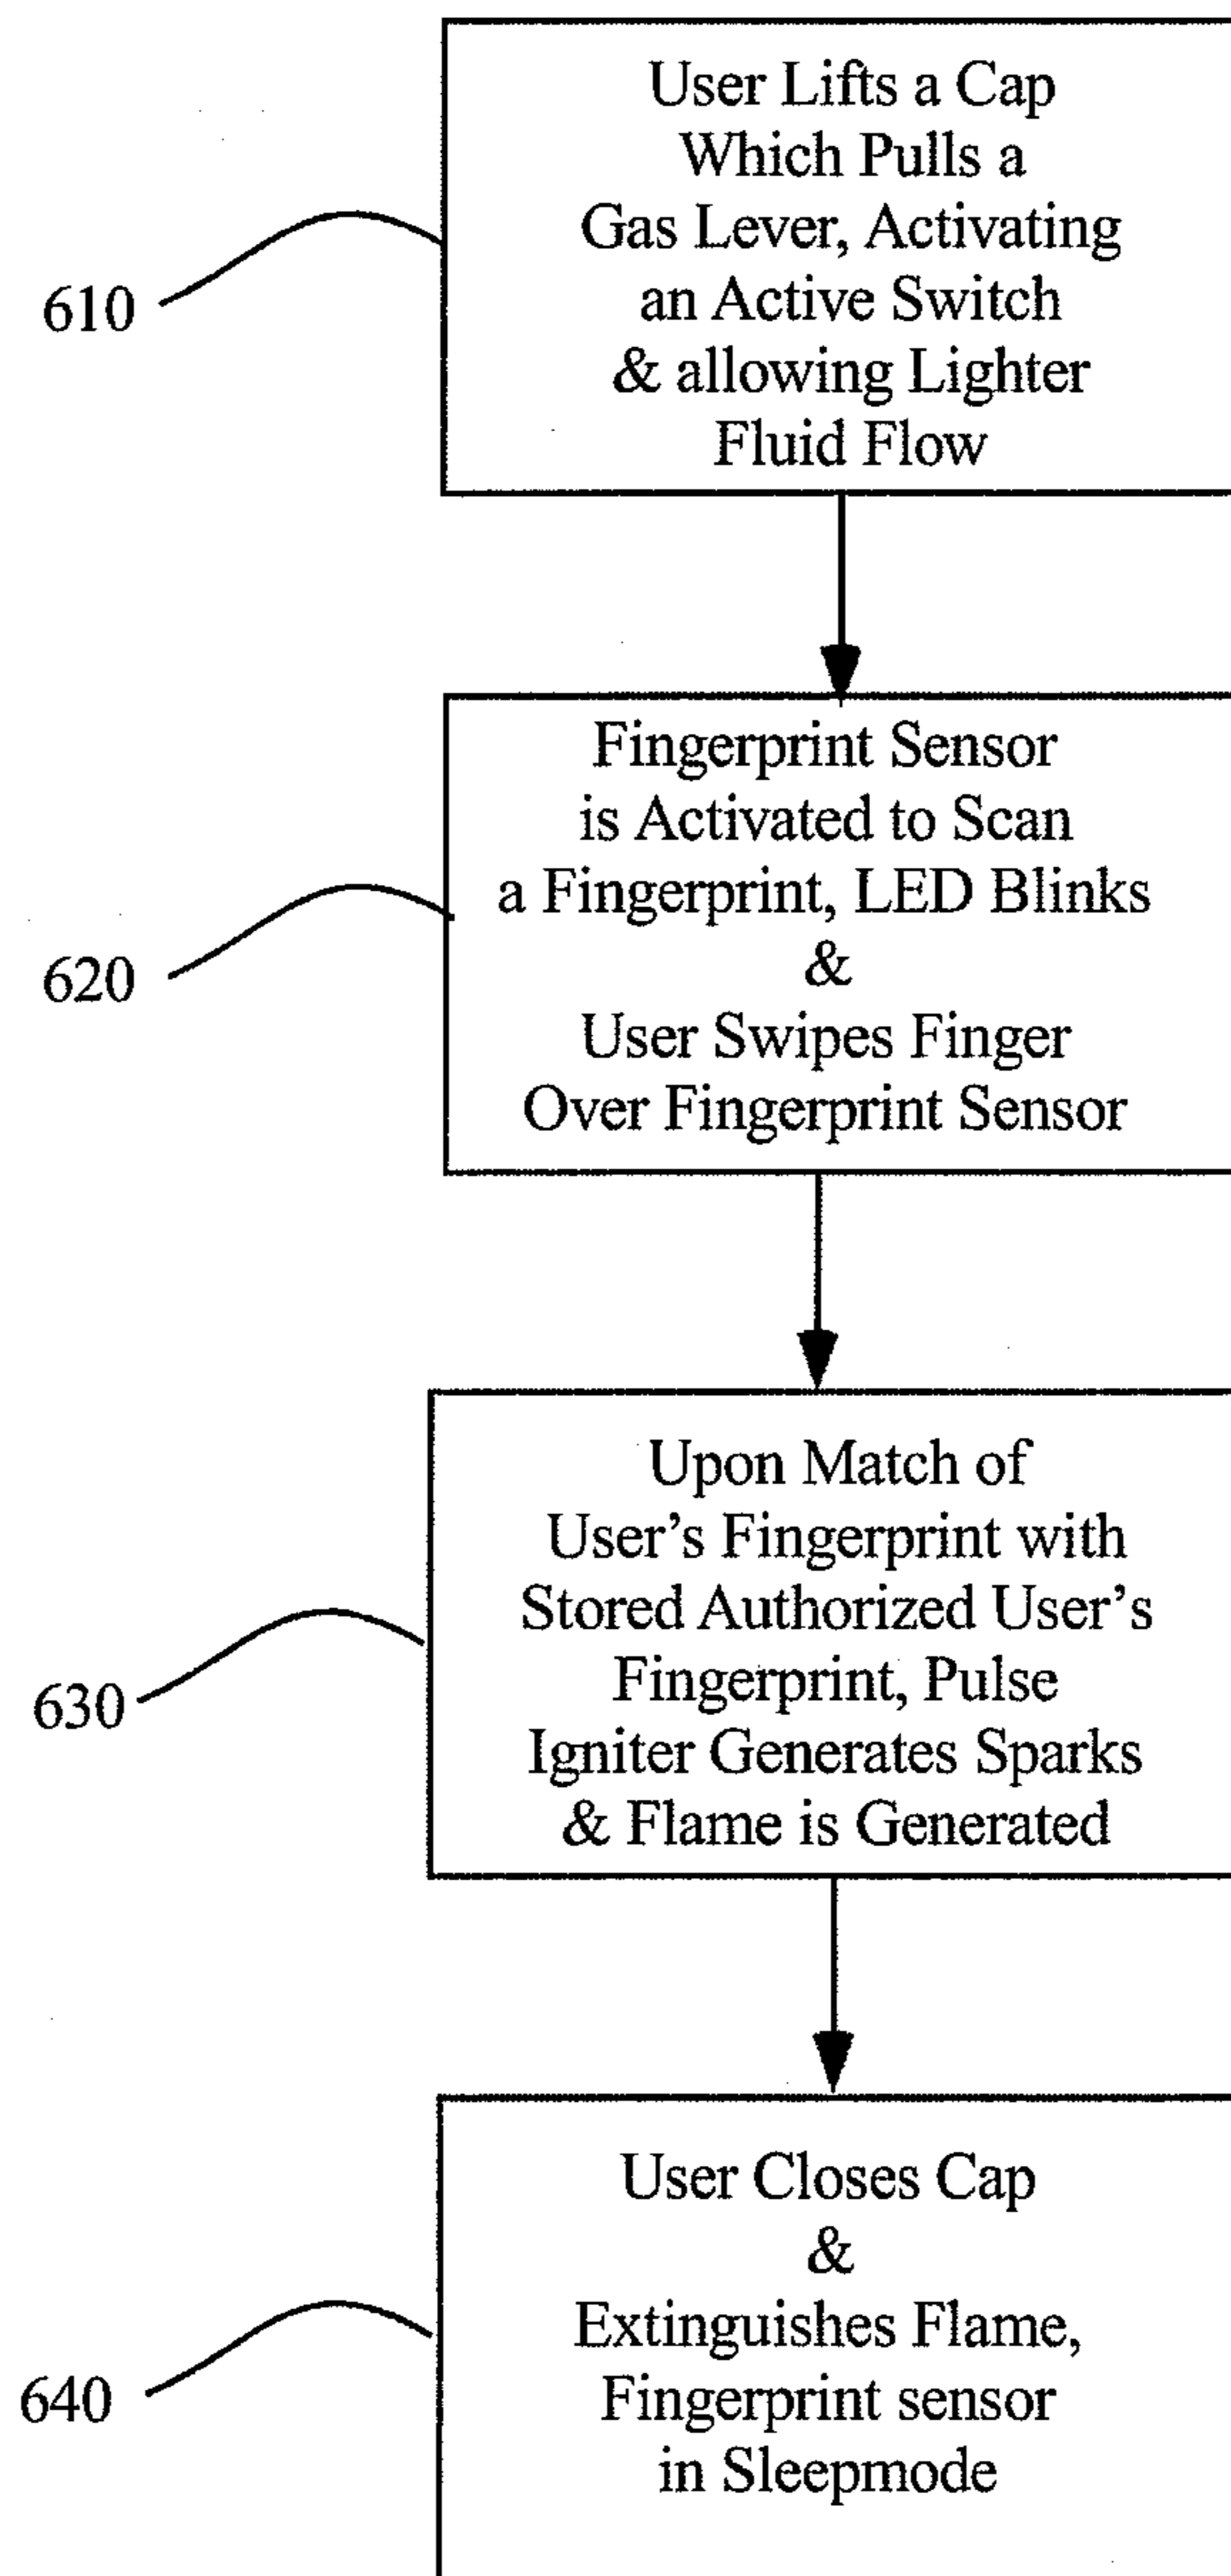 User Lifts a Cap
Which Pulls a
Gas Lever, Activating
an Active Switch
& allowing Lighter
Fluid Flow
610
Fingerprint Sensor
is Activated to Scan
a Fingerprint, LED Blinks
&
User Swipes Finger
Over Fingerprint Sensor
620
Upon Match of
User's Fingerprint with
Stored Authorized User's
Fingerprint, Pulse
Igniter Generates Sparks
& Flame is Generated
630
User Closes Cap
&
Extinguishes Flame,
Fingerprint sensor
in Sleepmode
640